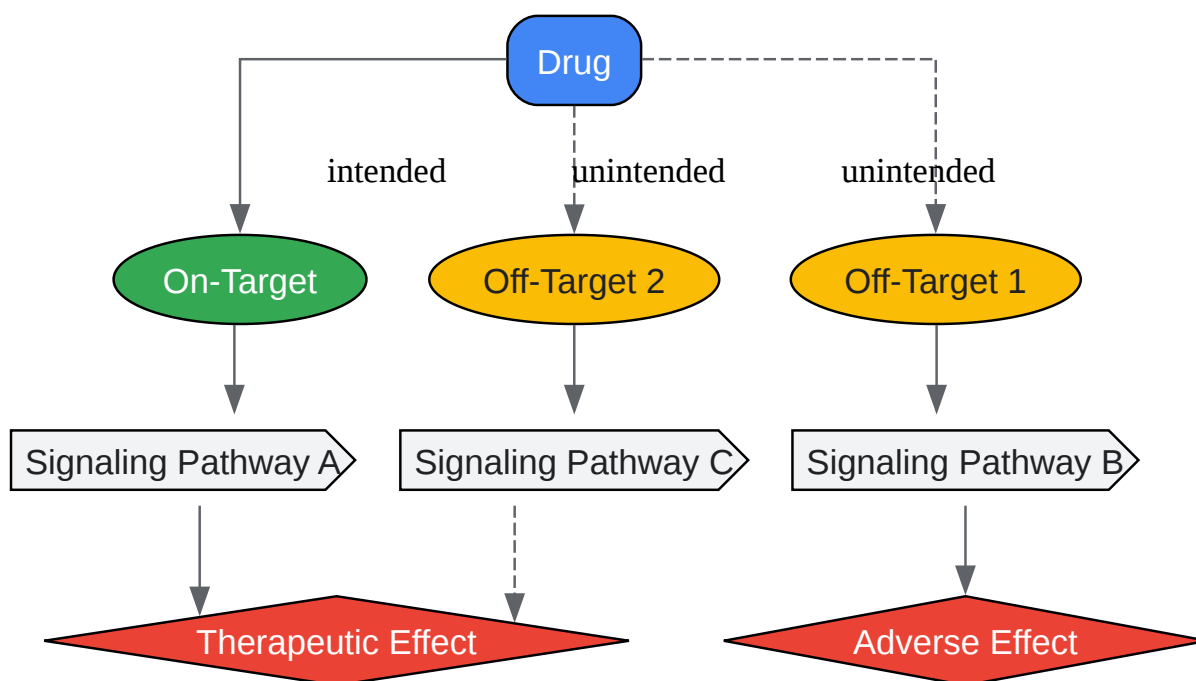 Drug
intended
unintended
unintended
On-Target
Off-Target 2
Off-Target 1
Signaling Pathway A
Signaling Pathway C
Signaling Pathway B
Therapeutic Effect
Adverse Effect